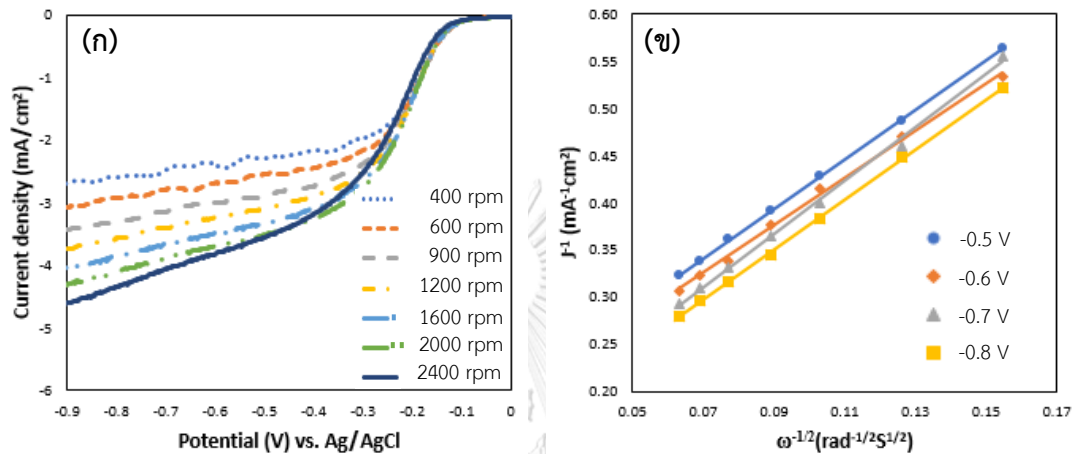 (ก)
0
-1
-2
-3
-4
-5
-6
Current density (mA/cm²)
400 rpm
600 rpm
900 rpm
1200 rpm
1600 rpm
2000 rpm
2400 rpm
-0.9 -0.8 -0.7 -0.6 -0.5 -0.4 -0.3 -0.2 -0.1 0
Potential (V) vs. Ag/AgCl
(ข)
0.60
0.55
0.50
0.45
0.40
0.35
0.30
0.25
0.20
J⁻¹ (mA⁻¹cm²)
-0.5 V
-0.6 V
-0.7 V
-0.8 V
0.05 0.07 0.09 0.11 0.13 0.15 0.17
ω⁻¹/²(rad⁻¹/²S¹/²)